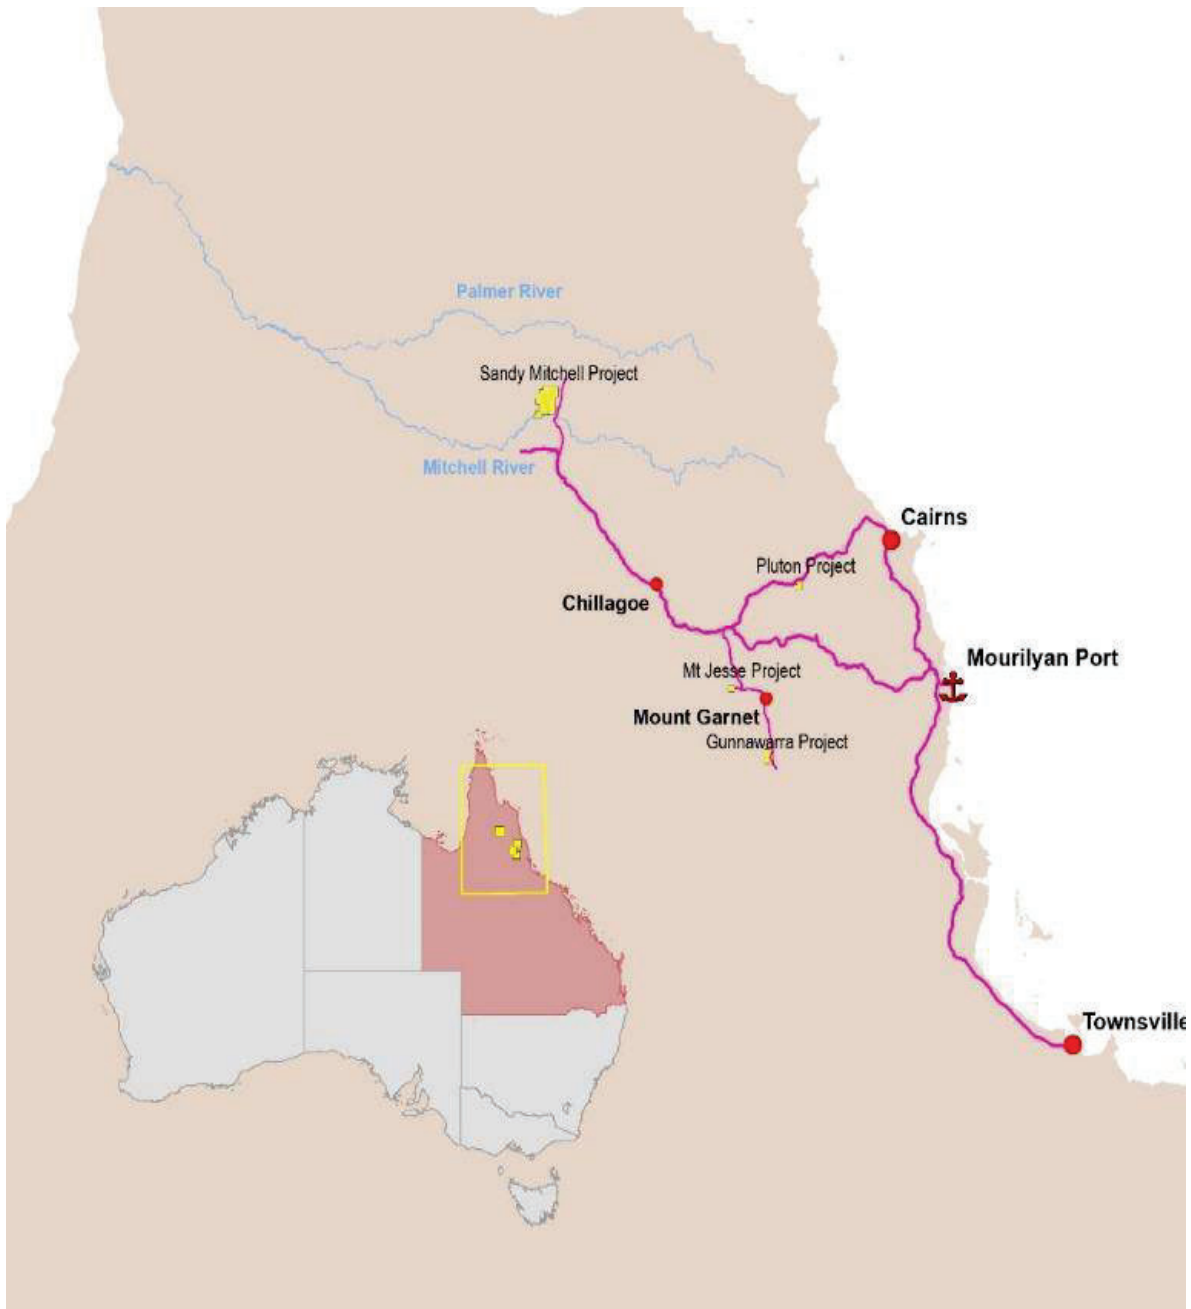 Palmer River
Sandy Mitchell Project
Mitchell River
Cairns
Pluton Project
Chillagoe
Mourilyan Port
Mt Jesse Project
Mount Garnet
Gunnawarra Project
Townsville